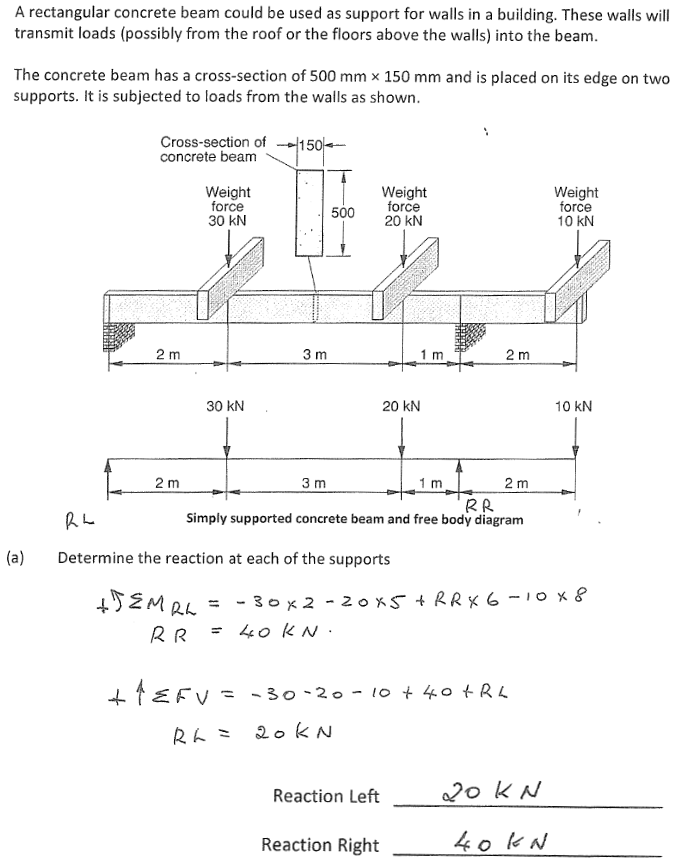 A rectangular concrete beam could be used as support for walls in a building. These walls will
transmit loads (possibly from the roof or the floors above the walls) into the beam.
The concrete beam has a cross-section of 500 mm × 150 mm and is placed on its edge on two
supports. It is subjected to loads from the walls as shown.
Cross-section of
concrete beam
150
500
Weight
force
30 kN
Weight
force
20 kN
Weight
force
10 kN
2 m
3 m
1 m
2 m
30 kN
20 kN
10 kN
2 m
3 m
1 m
2 m
RL
RR
Simply supported concrete beam and free body diagram
(a) Determine the reaction at each of the supports
+↺ΣM RL = -30×2 -20×5 + RR×6 -10×8
RR = 40 KN.
+↑ΣFV = -30-20-10 + 40 + RL
RL = 20 KN
Reaction Left 20 KN
Reaction Right 40 KN